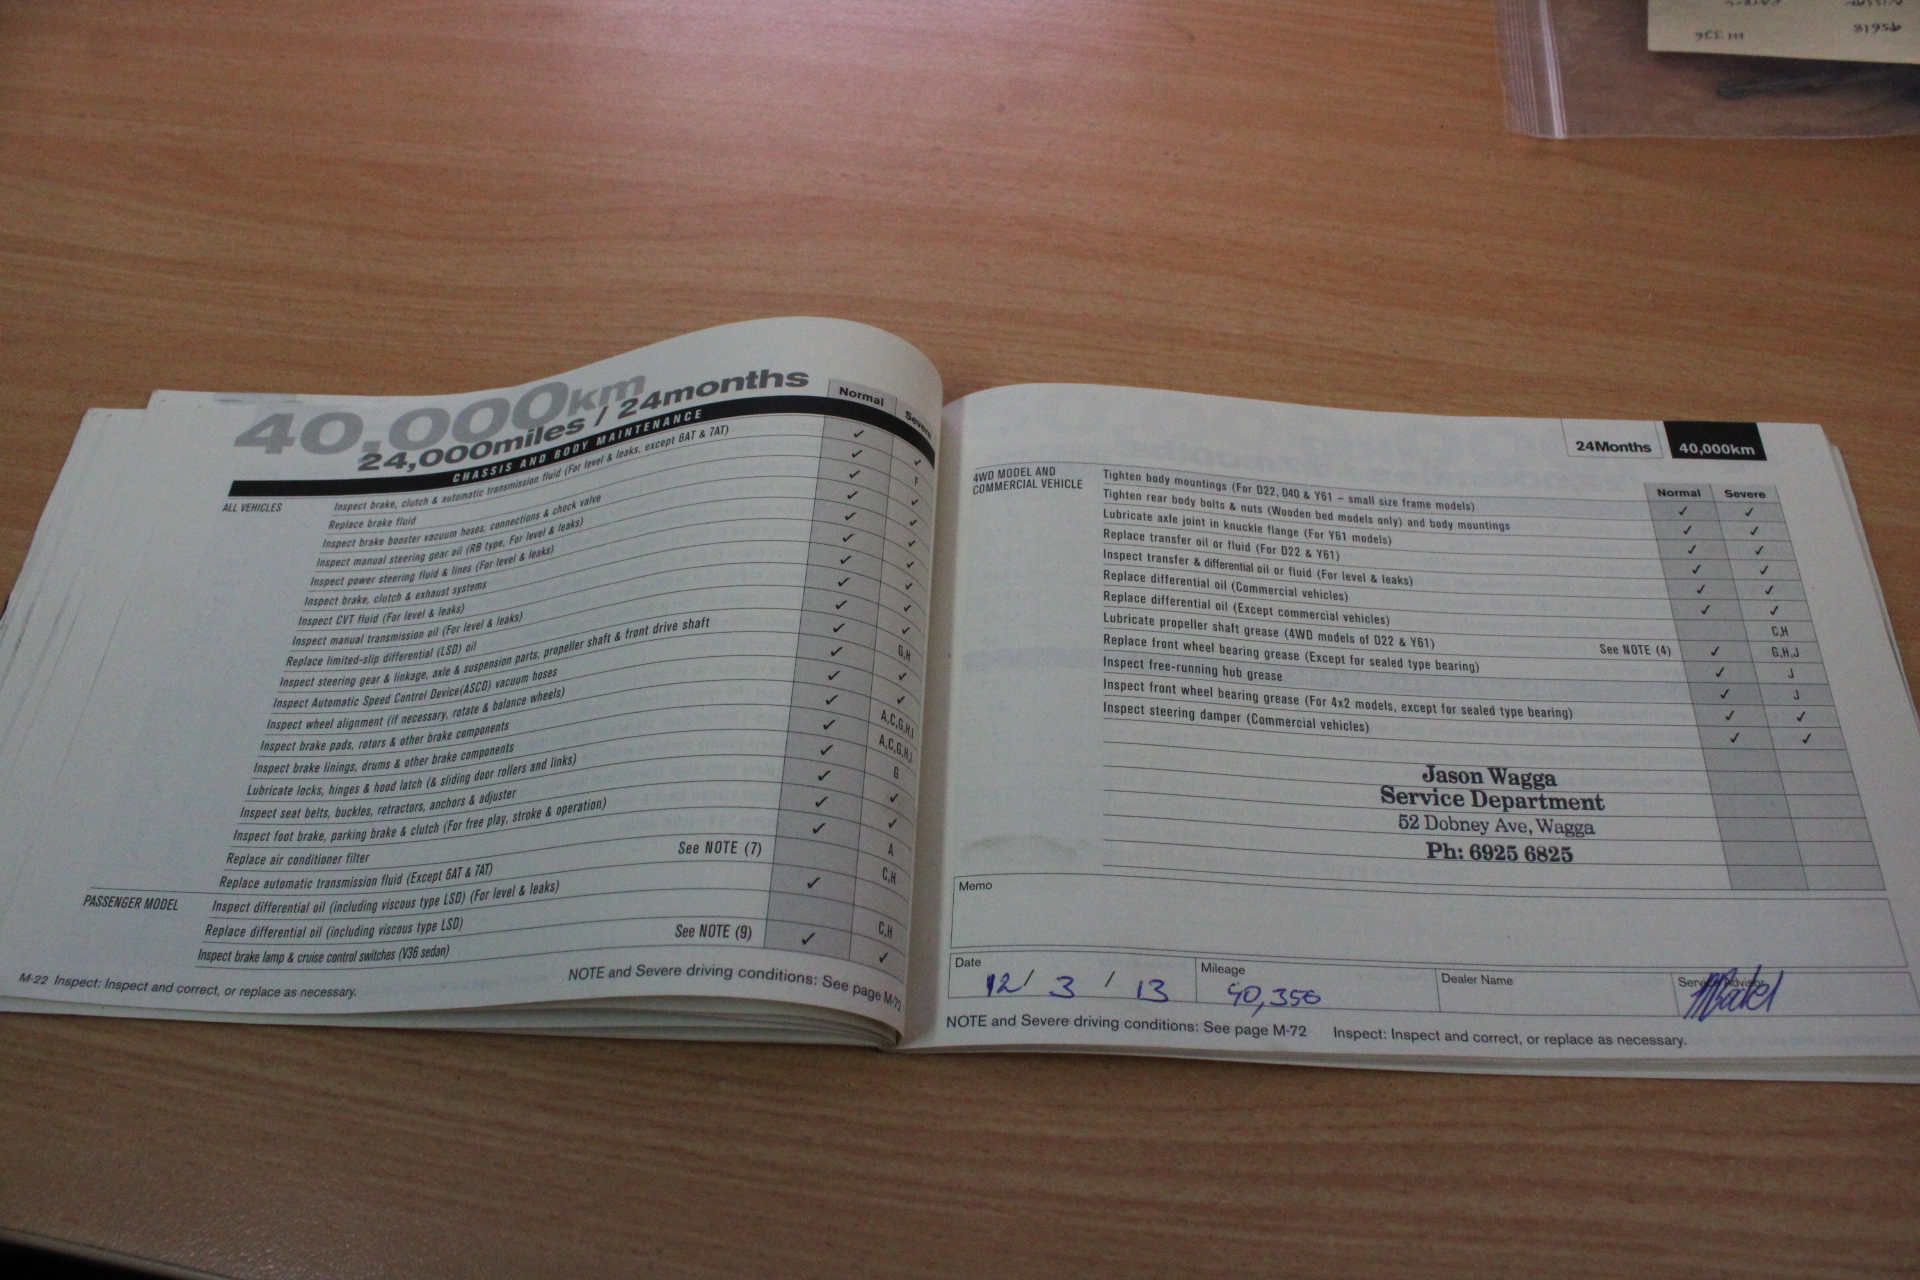 40,000km
24,000miles / 24months
Normal Severe
CHASSIS AND BODY MAINTENANCE
ALL VEHICLES
Inspect brake, clutch & automatic transmission fluid (For level & leaks, except 6AT & 7AT) ✓ ✓
Replace brake fluid ✓ F
Inspect brake booster vacuum hoses, connections & check valve ✓ ✓
Inspect manual steering gear oil (RB type, For level & leaks) ✓ ✓
Inspect power steering fluid & lines (For level & leaks) ✓ ✓
Inspect brake, clutch & exhaust systems ✓ ✓
Inspect CVT fluid (For level & leaks) ✓ ✓
Inspect manual transmission oil (For level & leaks) ✓ ✓
Replace limited-slip differential (LSD) oil ✓ ✓
Inspect steering gear & linkage, axle & suspension parts, propeller shaft & front drive shaft ✓ G,H
Inspect Automatic Speed Control Device(ASCD) vacuum hoses ✓ ✓
Inspect wheel alignment (if necessary, rotate & balance wheels) ✓ ✓
Inspect brake pads, rotors & other brake components ✓ A,C,G,H,I
Inspect brake linings, drums & other brake components ✓ A,C,G,H,I
Lubricate locks, hinges & hood latch (& sliding door rollers and links) ✓ G
Inspect seat belts, buckles, retractors, anchors & adjuster ✓ ✓
Inspect foot brake, parking brake & clutch (For free play, stroke & operation) ✓ ✓
Replace air conditioner filter ✓ A
Replace automatic transmission fluid (Except 6AT & 7AT) See NOTE (7) C,H
PASSENGER MODEL
Inspect differential oil (including viscous type LSD) (For level & leaks) ✓
Replace differential oil (including viscous type LSD) C,H
Inspect brake lamp & cruise control switches (V36 sedan) See NOTE (9) ✓ ✓
M-22 Inspect: Inspect and correct, or replace as necessary.
NOTE and Severe driving conditions: See page M-72
24Months 40,000km
Normal Severe
4WD MODEL AND
COMMERCIAL VEHICLE
Tighten body mountings (For D22, D40 & Y61 – small size frame models) ✓ ✓
Tighten rear body bolts & nuts (Wooden bed models only) and body mountings ✓ ✓
Lubricate axle joint in knuckle flange (For Y61 models) ✓ ✓
Replace transfer oil or fluid (For D22 & Y61) ✓ ✓
Inspect transfer & differential oil or fluid (For level & leaks) ✓ ✓
Replace differential oil (Commercial vehicles) ✓ ✓
Replace differential oil (Except commercial vehicles) C,H
Lubricate propeller shaft grease (4WD models of D22 & Y61) See NOTE (4) ✓ G,H,J
Replace front wheel bearing grease (Except for sealed type bearing) ✓ J
Inspect free-running hub grease ✓ J
Inspect front wheel bearing grease (For 4x2 models, except for sealed type bearing) ✓ ✓
Inspect steering damper (Commercial vehicles) ✓ ✓
Jason Wagga
Service Department
52 Dobney Ave, Wagga
Ph: 6925 6825
Memo
Date Mileage Dealer Name Service Advisor
12 / 3 / 13 40,356
NOTE and Severe driving conditions: See page M-72 Inspect: Inspect and correct, or replace as necessary.